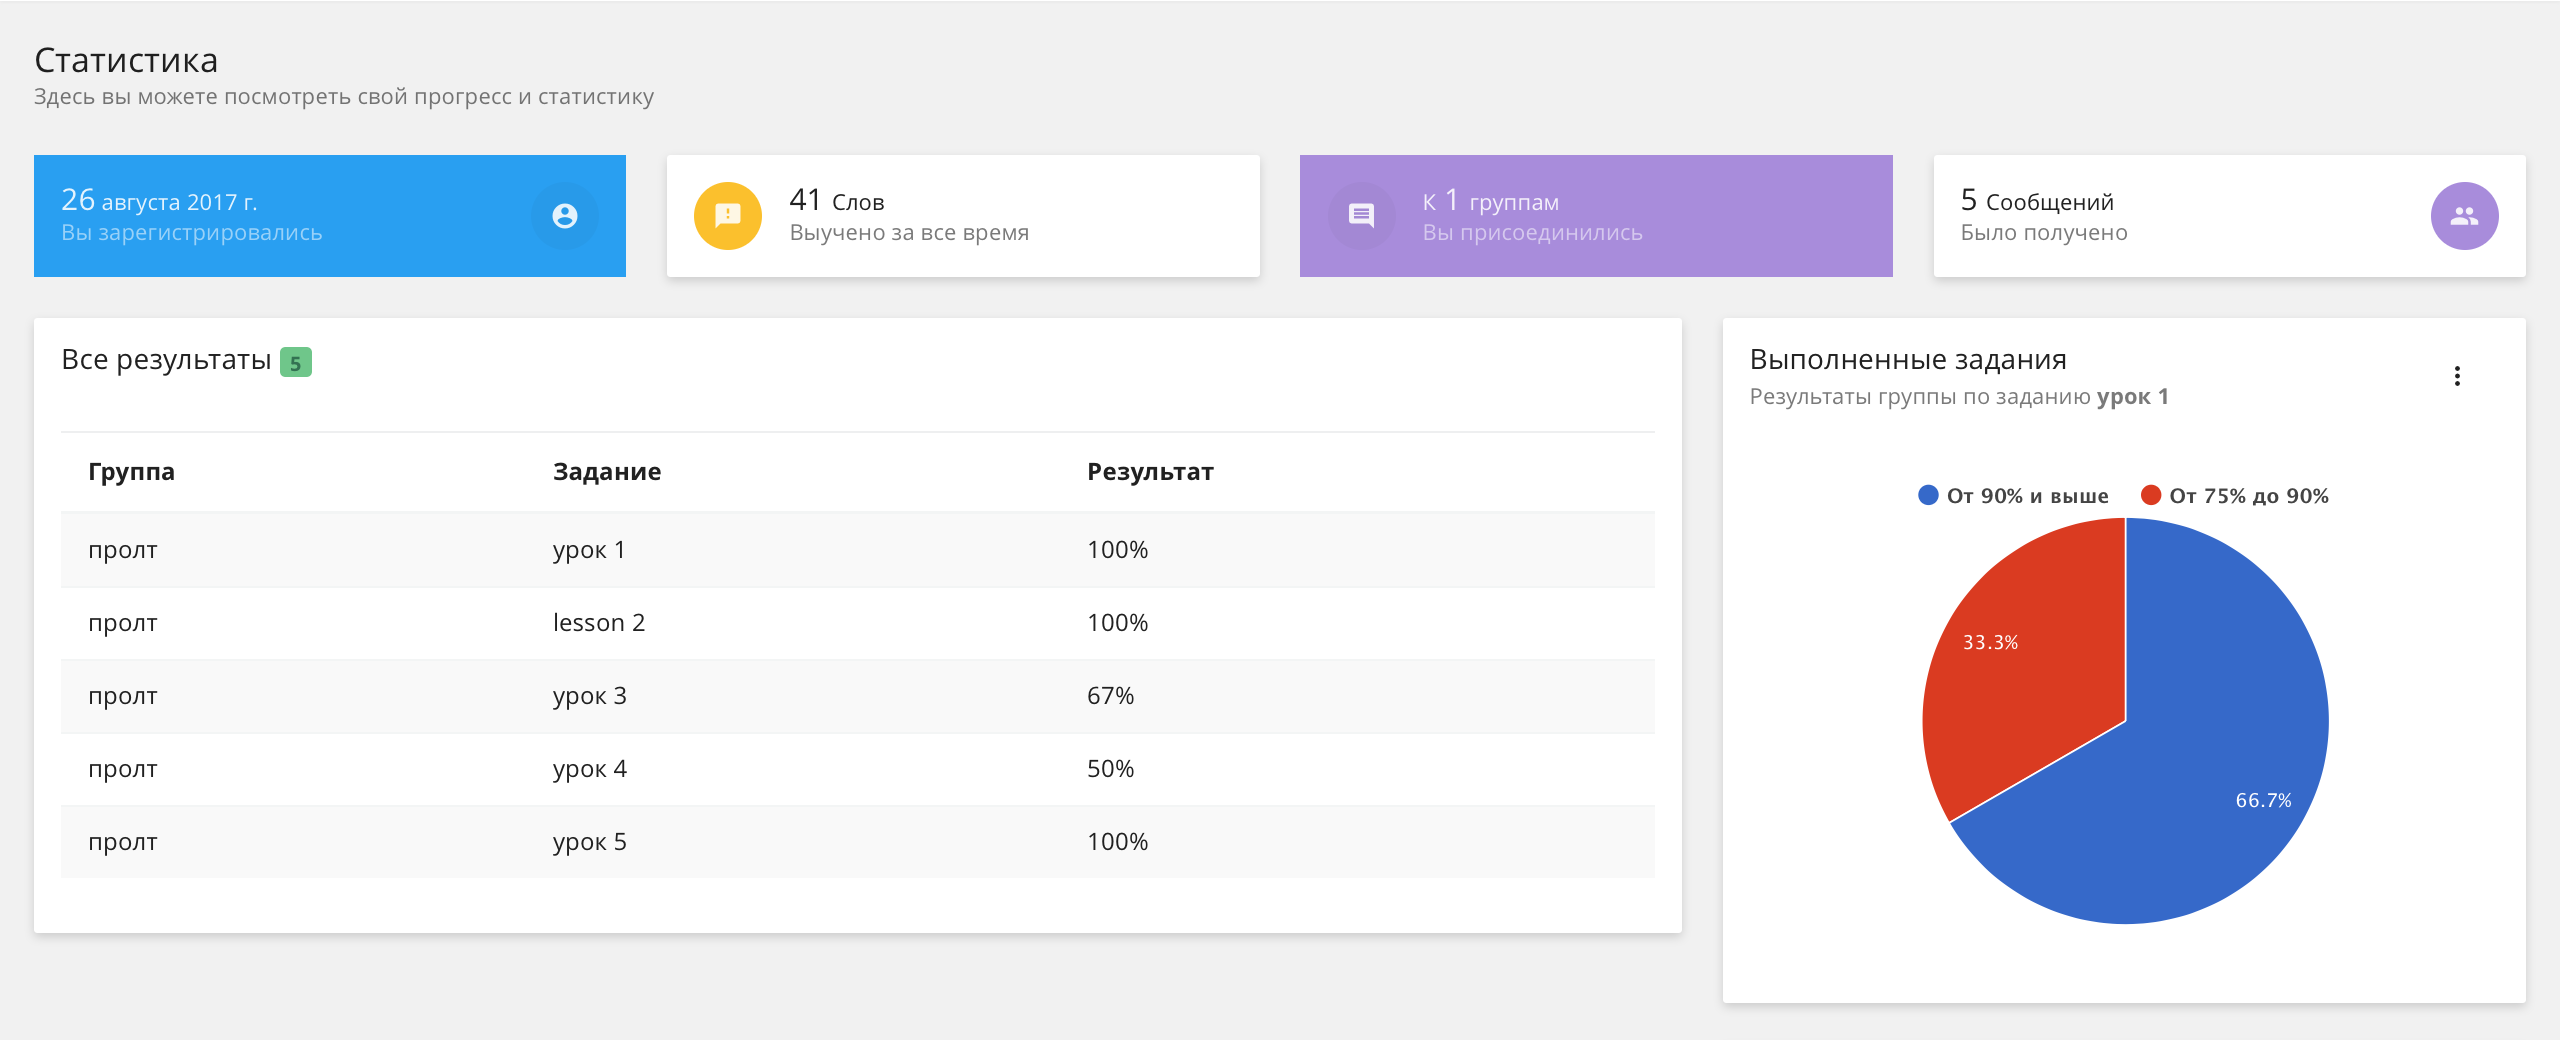 Статистика
Здесь вы можете посмотреть свой прогресс и статистику
26 августа 2017 г.
Вы зарегистрировались
41 Слов
Выучено за все время
К 1 группам
Вы присоединились
5 Сообщений
Было получено
Все результаты 5
Группа Задание Результат
пролт урок 1 100%
пролт lesson 2 100%
пролт урок 3 67%
пролт урок 4 50%
пролт урок 5 100%
Выполненные задания
Результаты группы по заданию урок 1
От 90% и выше От 75% до 90%
33.3%
66.7%